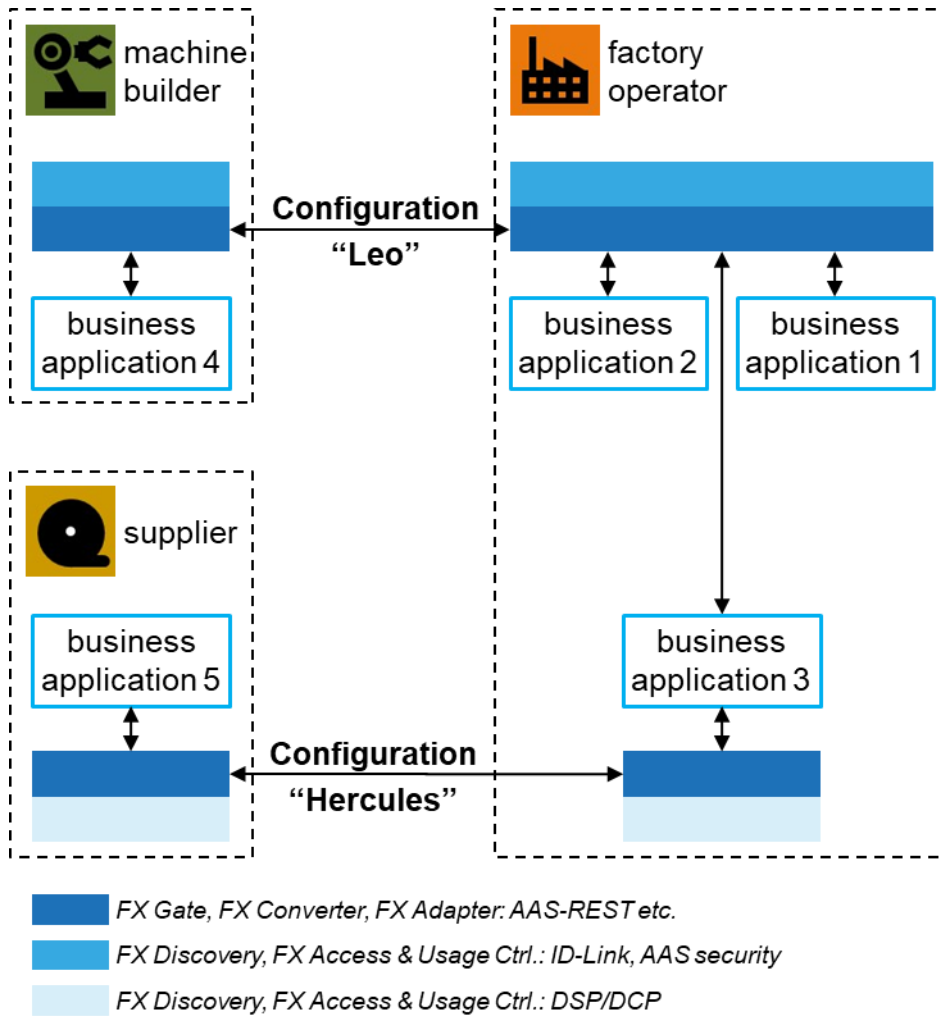 machine
builder
factory
operator
Configuration
“Leo”
business
application 4
business
application 2
business
application 1
supplier
business
application 5
business
application 3
Configuration
“Hercules”
FX Gate, FX Converter, FX Adapter: AAS-REST etc.
FX Discovery, FX Access & Usage Ctrl.: ID-Link, AAS security
FX Discovery, FX Access & Usage Ctrl.: DSP/DCP